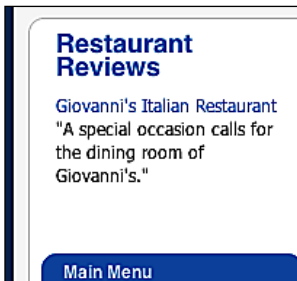 Restaurant
Reviews
Giovanni's Italian Restaurant
"A special occasion calls for
the dining room of
Giovanni's."
Main Menu